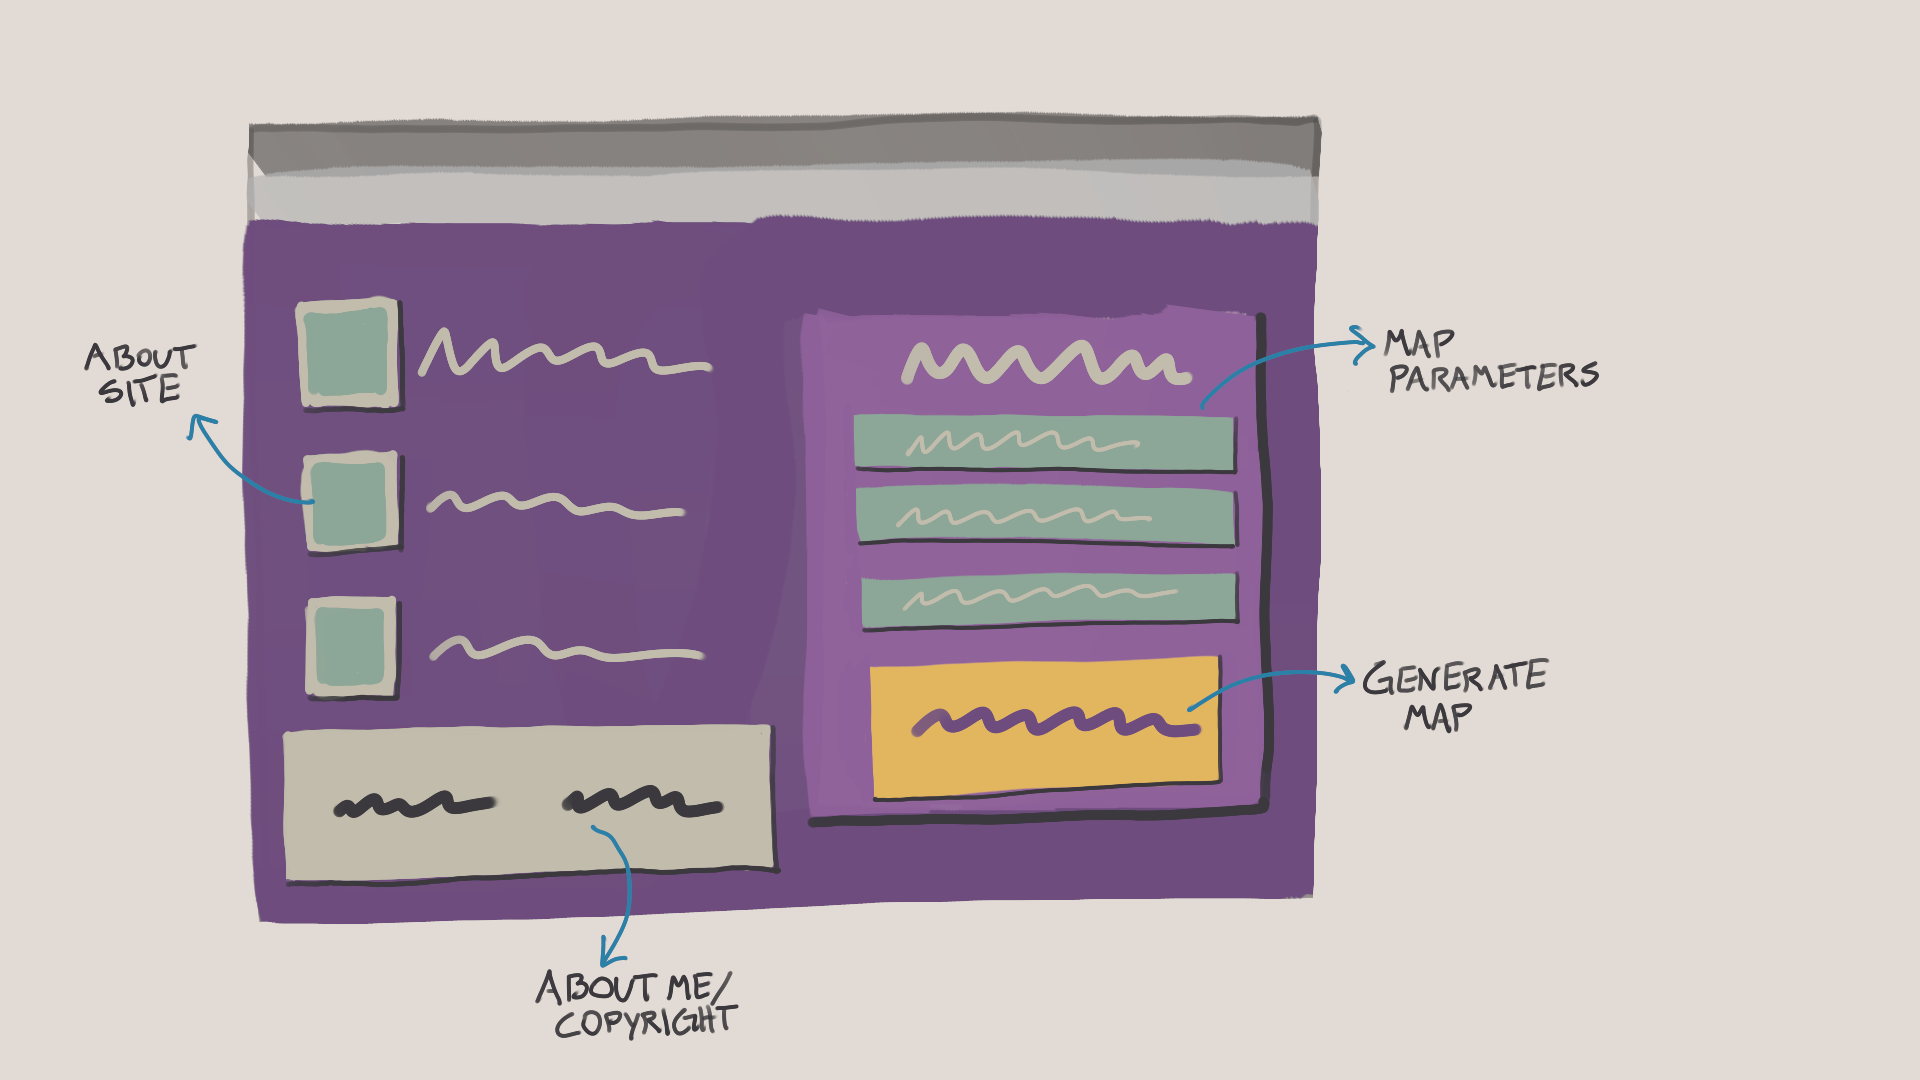 ABOUT
SITE
MAP
PARAMETERS
GENERATE
MAP
ABOUT ME/
COPYRIGHT